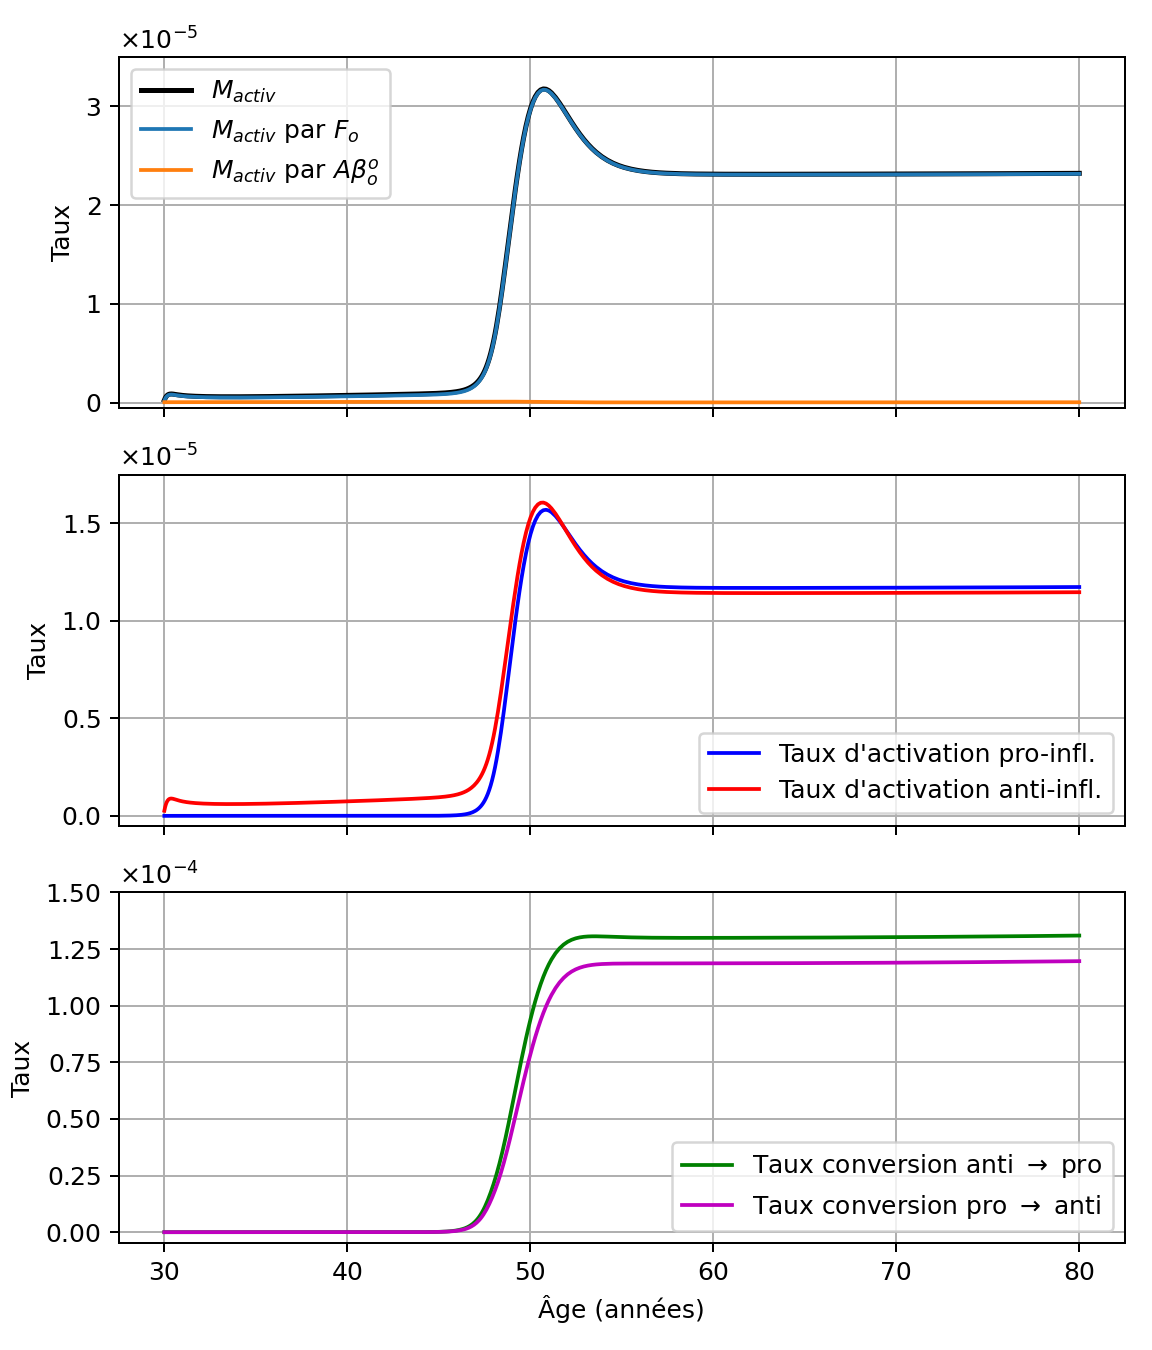 ×10⁻⁵
M_activ
M_activ par F_o
M_activ par Aβ_o^o
3
2
1
0
Taux
×10⁻⁵
1.5
1.0
0.5
0.0
Taux
Taux d'activation pro-infl.
Taux d'activation anti-infl.
×10⁻⁴
1.50
1.25
1.00
0.75
0.50
0.25
0.00
Taux
Taux conversion anti → pro
Taux conversion pro → anti
30 40 50 60 70 80
Âge (années)